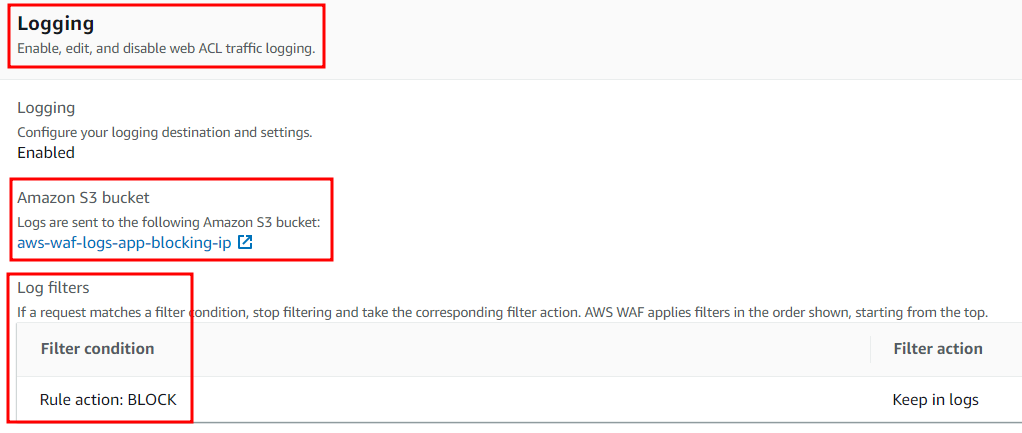 Logging
Enable, edit, and disable web ACL traffic logging.
Logging
Configure your logging destination and settings.
Enabled
Amazon S3 bucket
Logs are sent to the following Amazon S3 bucket:
aws-waf-logs-app-blocking-ip
Log filters
If a request matches a filter condition, stop filtering and take the corresponding filter action. AWS WAF applies filters in the order shown, starting from the top.
Filter condition Filter action
Rule action: BLOCK Keep in logs